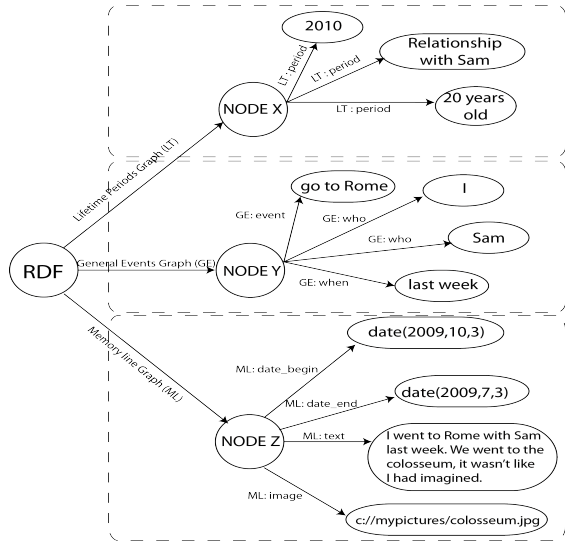 2010
LT : period
Relationship
with Sam
LT : period
NODE X
20 years
old
LT : period
Lifetime Periods Graph (LT)
go to Rome
I
GE: event
GE: who
Sam
GE: who
RDF
General Events Graph (GE)
NODE Y
GE: when
last week
date(2009,10,3)
Memory line Graph (ML)
ML: date_begin
date(2009,7,3)
ML: date_end
NODE Z
ML: text
I went to Rome with Sam
last week. We went to the
colosseum, it wasn't like
I had imagined.
ML: image
c://mypictures/colosseum.jpg